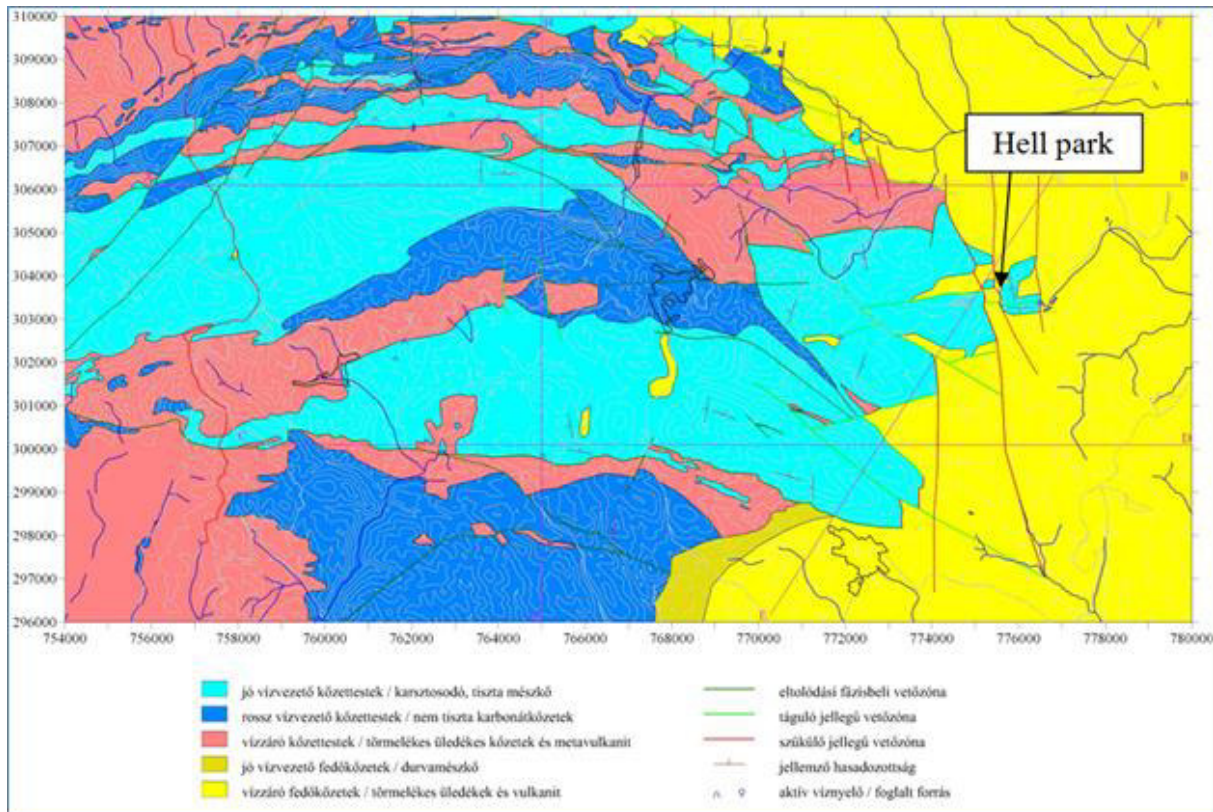 310000
309000
308000
307000
306000
305000
304000
303000
302000
301000
300000
299000
298000
297000
296000
Hell park
F
B
D
E
754000 756000 758000 760000 762000 764000 766000 768000 770000 772000 774000 776000 778000 780000
jó vízvezető kőzettestek / karsztosodó, tiszta mészkő
rossz vízvezető kőzettestek / nem tiszta karbonátkőzetek
vízzáró kőzettestek / törmelékes üledékes kőzetek és metavulkanit
jó vízvezető fedőkőzetek / durvamészkő
vízzáró fedőkőzetek / törmelékes üledékek és vulkanit
eltolódási fázisbeli vetőzóna
táguló jellegű vetőzóna
szűkülő jellegű vetőzóna
jellemző hasadozottság
aktív víznyelő / foglalt forrás